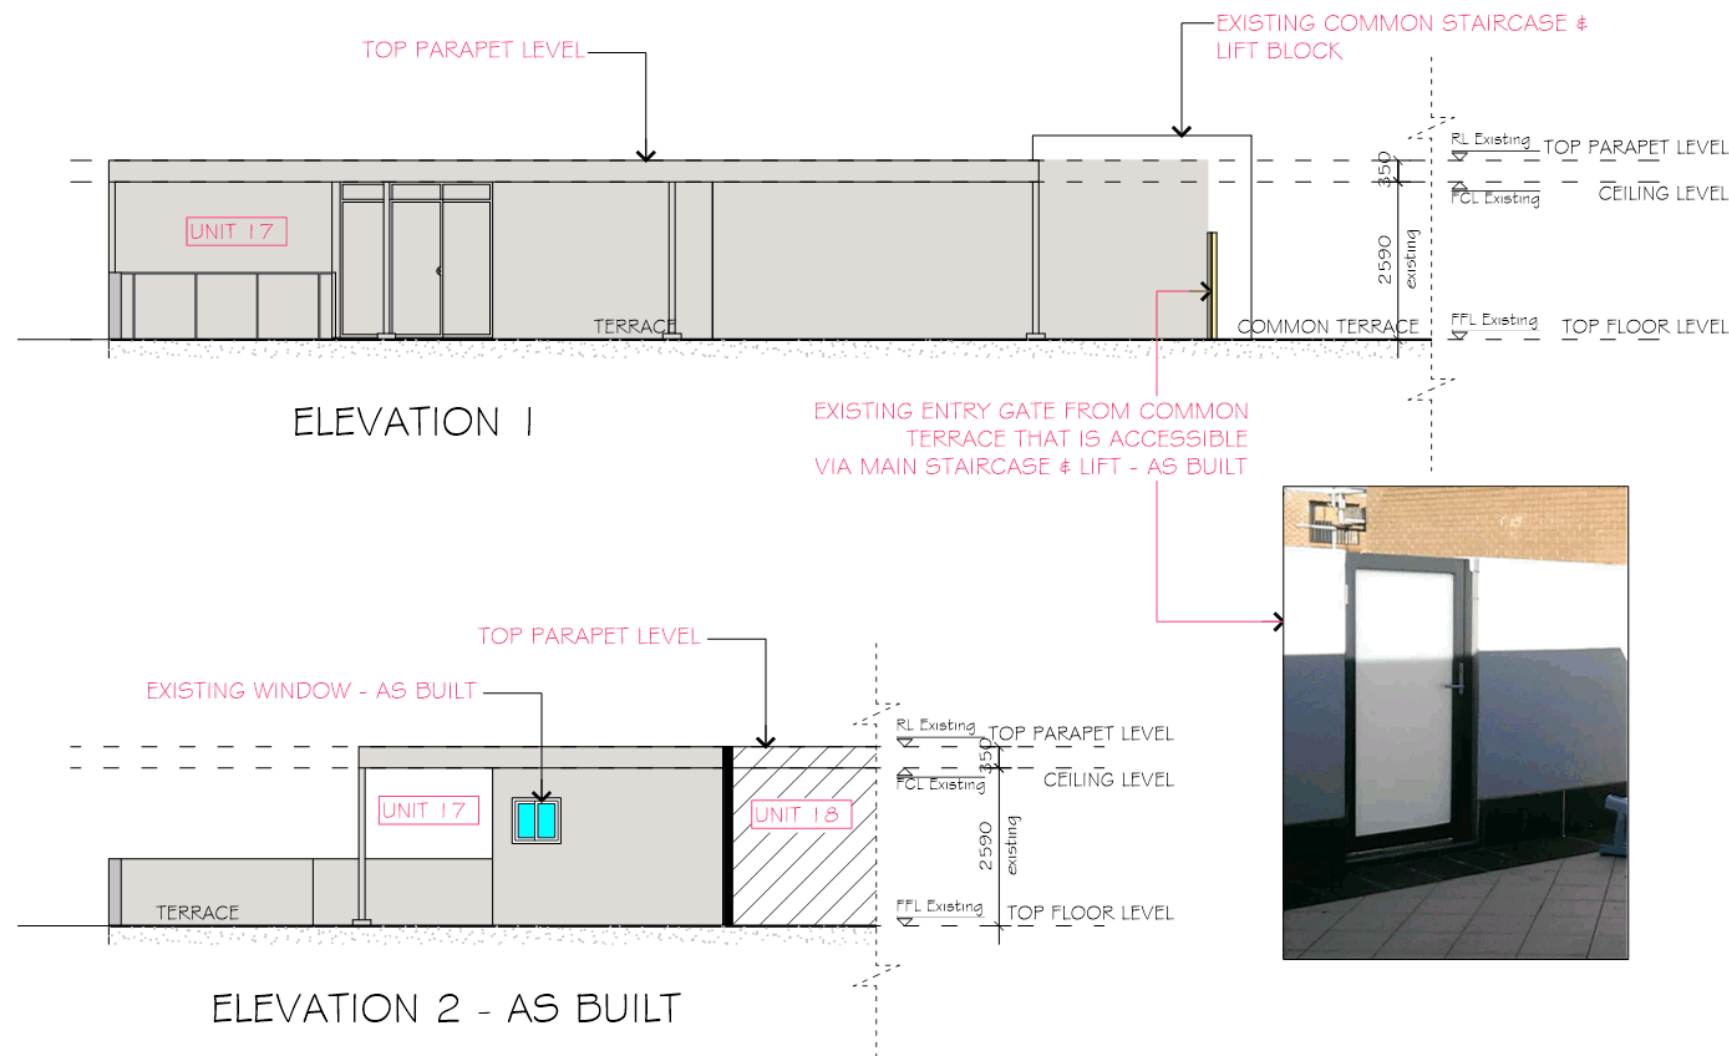 EXISTING COMMON STAIRCASE &
LIFT BLOCK
TOP PARAPET LEVEL
RL Existing
TOP PARAPET LEVEL
350
CEILING LEVEL
FCL Existing
UNIT 17
2590
existing
TERRACE
COMMON TERRACE
FFL Existing
TOP FLOOR LEVEL
ELEVATION 1
EXISTING ENTRY GATE FROM COMMON
TERRACE THAT IS ACCESSIBLE
VIA MAIN STAIRCASE & LIFT - AS BUILT
TOP PARAPET LEVEL
EXISTING WINDOW - AS BUILT
RL Existing
TOP PARAPET LEVEL
350
CEILING LEVEL
FCL Existing
UNIT 17
UNIT 18
2590
existing
TERRACE
FFL Existing
TOP FLOOR LEVEL
ELEVATION 2 - AS BUILT